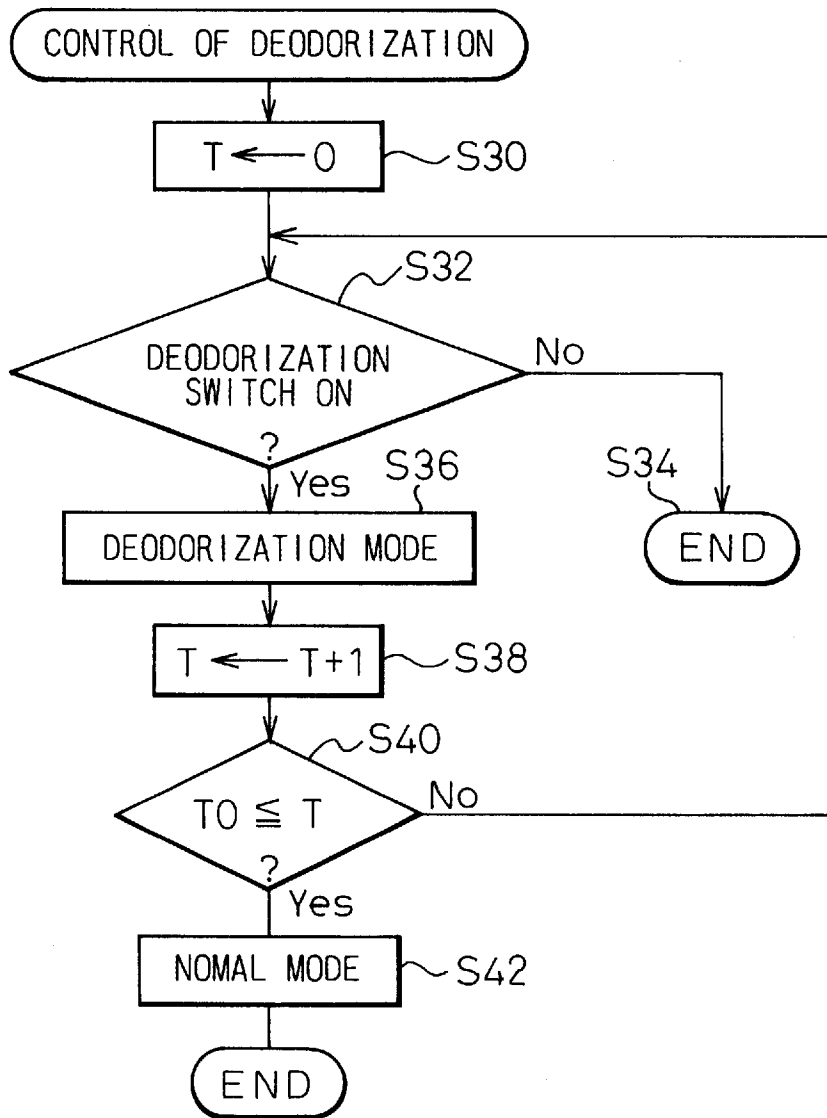 CONTROL OF DEODORIZATION
T ← 0
S30
S32
DEODORIZATION
SWITCH ON
?
No
Yes
S36
S34
DEODORIZATION MODE
END
T ← T+1
S38
S40
T0 ≦ T
?
No
Yes
NOMAL MODE
S42
END